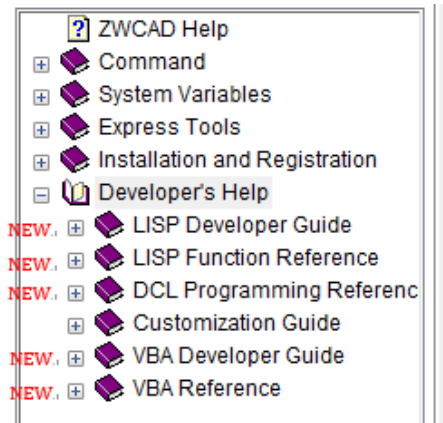 ZWCAD Help
Command
System Variables
Express Tools
Installation and Registration
Developer's Help
NEW. LISP Developer Guide
NEW. LISP Function Reference
NEW. DCL Programming Referenc
Customization Guide
NEW. VBA Developer Guide
NEW. VBA Reference